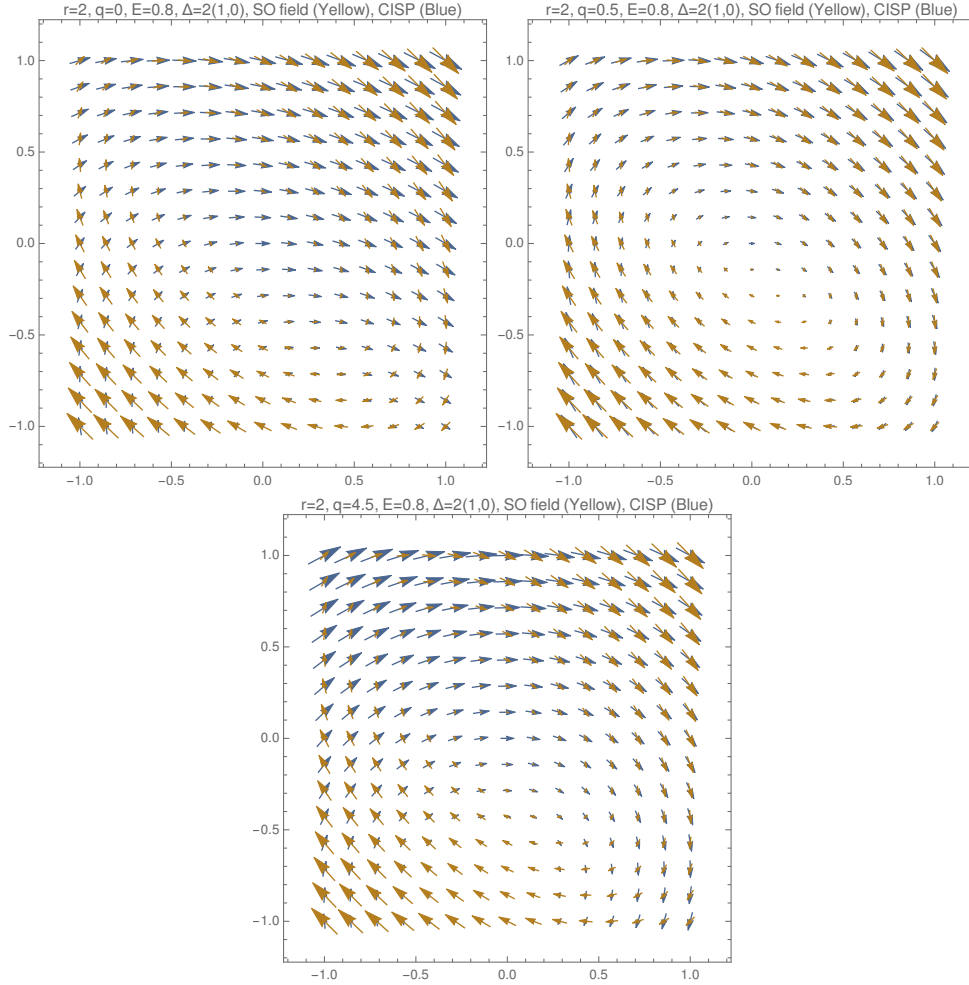 r=2, q=0, E=0.8, Δ=2(1,0), SO field (Yellow), CISP (Blue)
1.0
0.5
0.0
−0.5
−1.0
−1.0 −0.5 0.0 0.5 1.0
r=2, q=0.5, E=0.8, Δ=2(1,0), SO field (Yellow), CISP (Blue)
1.0
0.5
0.0
−0.5
−1.0
−1.0 −0.5 0.0 0.5 1.0
r=2, q=4.5, E=0.8, Δ=2(1,0), SO field (Yellow), CISP (Blue)
1.0
0.5
0.0
−0.5
−1.0
−1.0 −0.5 0.0 0.5 1.0